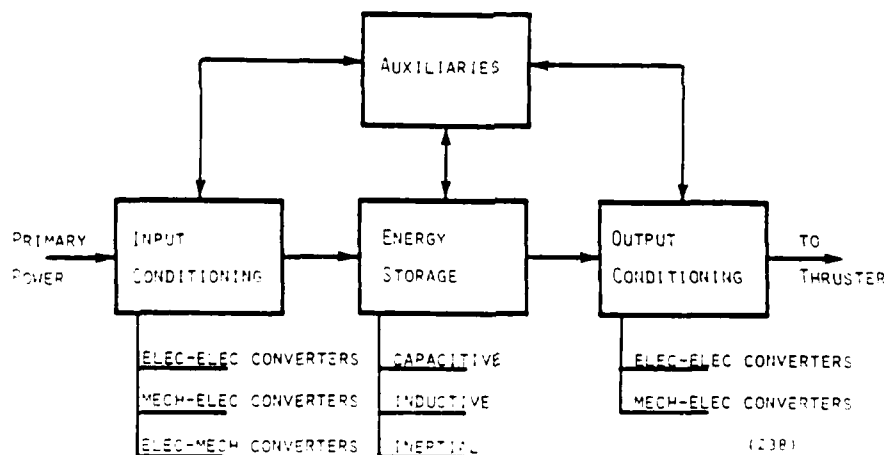 AUXILIARIES
PRIMARY
POWER
INPUT
CONDITIONING
ENERGY
STORAGE
OUTPUT
CONDITIONING
TO
THRUSTER
ELEC-ELEC CONVERTERS
MECH-ELEC CONVERTERS
ELEC-MECH CONVERTERS
CAPACITIVE
INDUCTIVE
INERTIAL
ELEC-ELEC CONVERTERS
MECH-ELEC CONVERTERS
(238)